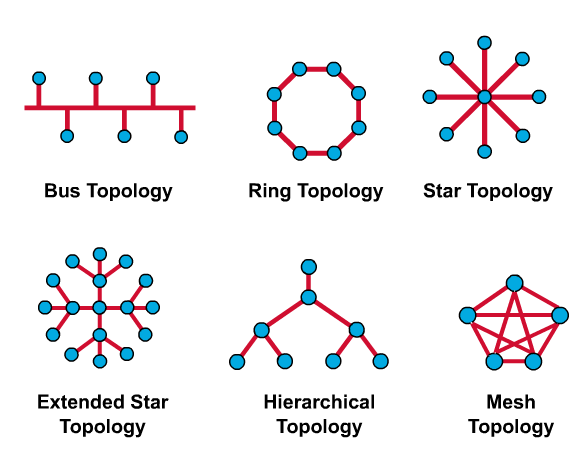 Bus Topology
Ring Topology
Star Topology
Extended Star
Topology
Hierarchical
Topology
Mesh
Topology